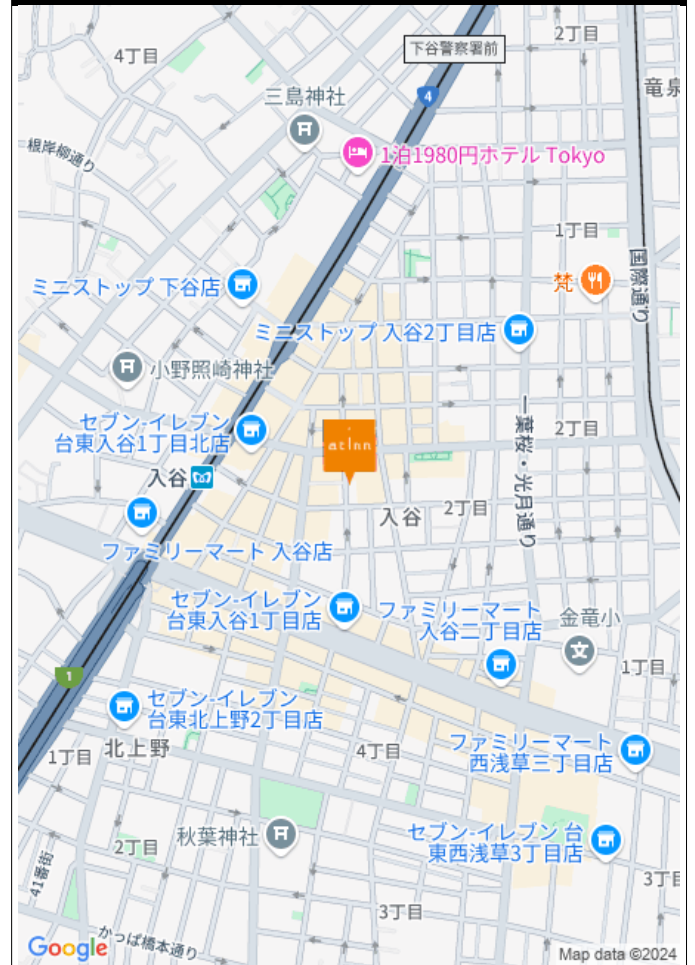 2丁目
4丁目
下谷警察署前
竜泉
三島神社
4
根岸柳通り
1泊1980円ホテル Tokyo
1丁目
国際通り
ミニストップ 下谷店
梵
ミニストップ 入谷2丁目店
小野照崎神社
一葉桜・光月通り
セブン-イレブン
台東入谷1丁目北店
atinn
2丁目
入谷
入谷
2丁目
ファミリーマート 入谷店
セブン-イレブン
台東入谷1丁目店
ファミリーマート
入谷二丁目店
金竜小
文
1丁目
1
セブン-イレブン
台東北上野2丁目店
北上野
1丁目
4丁目
ファミリーマート
西浅草三丁目店
秋葉神社
2丁目
セブン-イレブン 台
東西浅草3丁目店
41番街
3丁目
3丁目
かっぱ橋本通り
Google
Map data ©2024